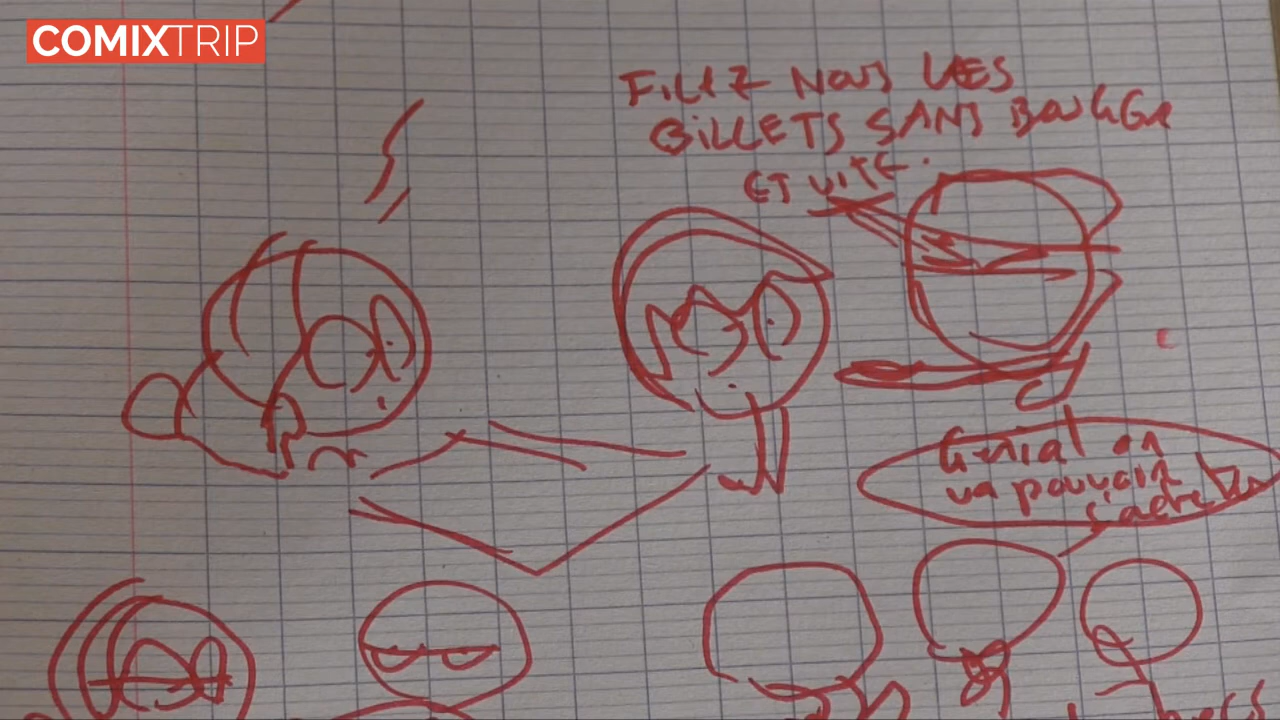 COMIXTRIP
FILEZ NOUS LES
BILLETS SANS BOUGER
ET VITE.
Génial on
va pouvoir